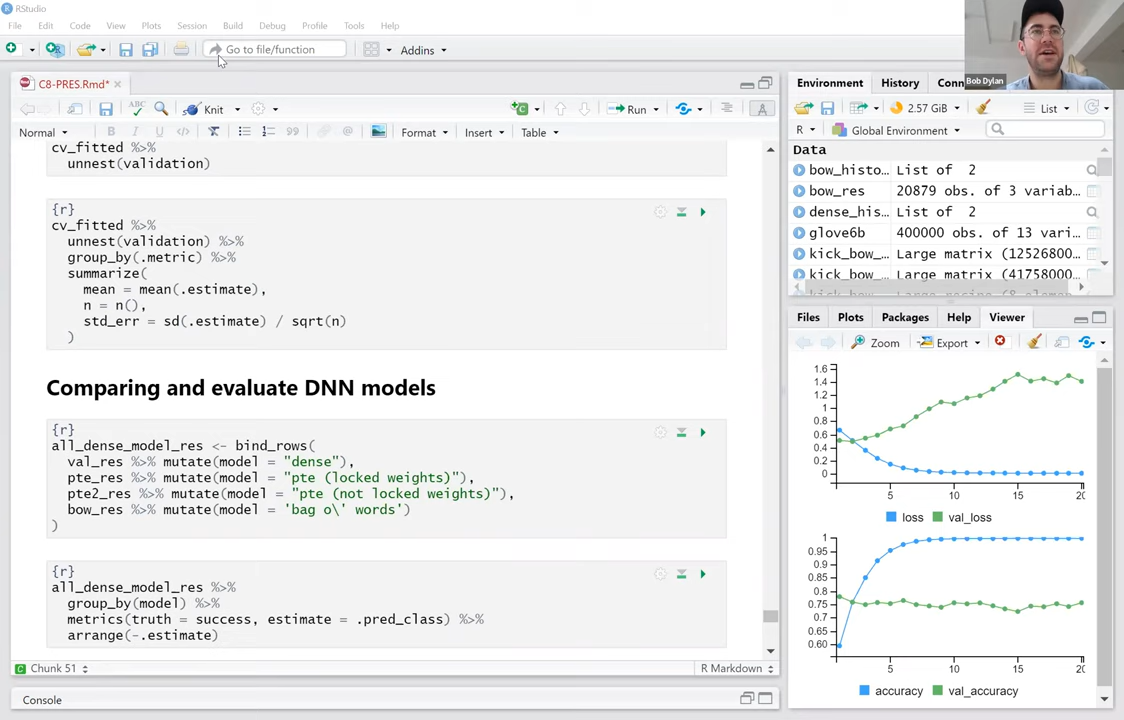 RStudio
File Edit Code View Plots Session Build Debug Profile Tools Help
Go to file/function Addins
Bob Dylan
C8-PRES.Rmd*
ABC Knit Run
Normal B I U Format Insert Table
cv_fitted %>%
unnest(validation)
{r}
cv_fitted %>%
unnest(validation) %>%
group_by(.metric) %>%
summarize(
mean = mean(.estimate),
n = n(),
std_err = sd(.estimate) / sqrt(n)
)
Comparing and evaluate DNN models
{r}
all_dense_model_res <- bind_rows(
val_res %>% mutate(model = "dense"),
pte_res %>% mutate(model = "pte (locked weights)"),
pte2_res %>% mutate(model = "pte (not locked weights)"),
bow_res %>% mutate(model = 'bag o\' words')
)
{r}
all_dense_model_res %>%
group_by(model) %>%
metrics(truth = success, estimate = .pred_class) %>%
arrange(-.estimate)
Chunk 51 R Markdown
Console
Environment History Conn
2.57 GiB List
R Global Environment
Data
bow_histo... List of 2
bow_res 20879 obs. of 3 variab...
dense_his... List of 2
glove6b 400000 obs. of 13 vari...
kick_bow_... Large matrix (12526800...
kick_bow_... Large matrix (41758000...
Files Plots Packages Help Viewer
Zoom Export
1.6
1.4
1.2
1
0.8
0.6
0.4
0.2
0
5 10 15 20
loss val_loss
1
0.95
0.90
0.85
0.80
0.75
0.70
0.65
0.60
5 10 15 20
accuracy val_accuracy